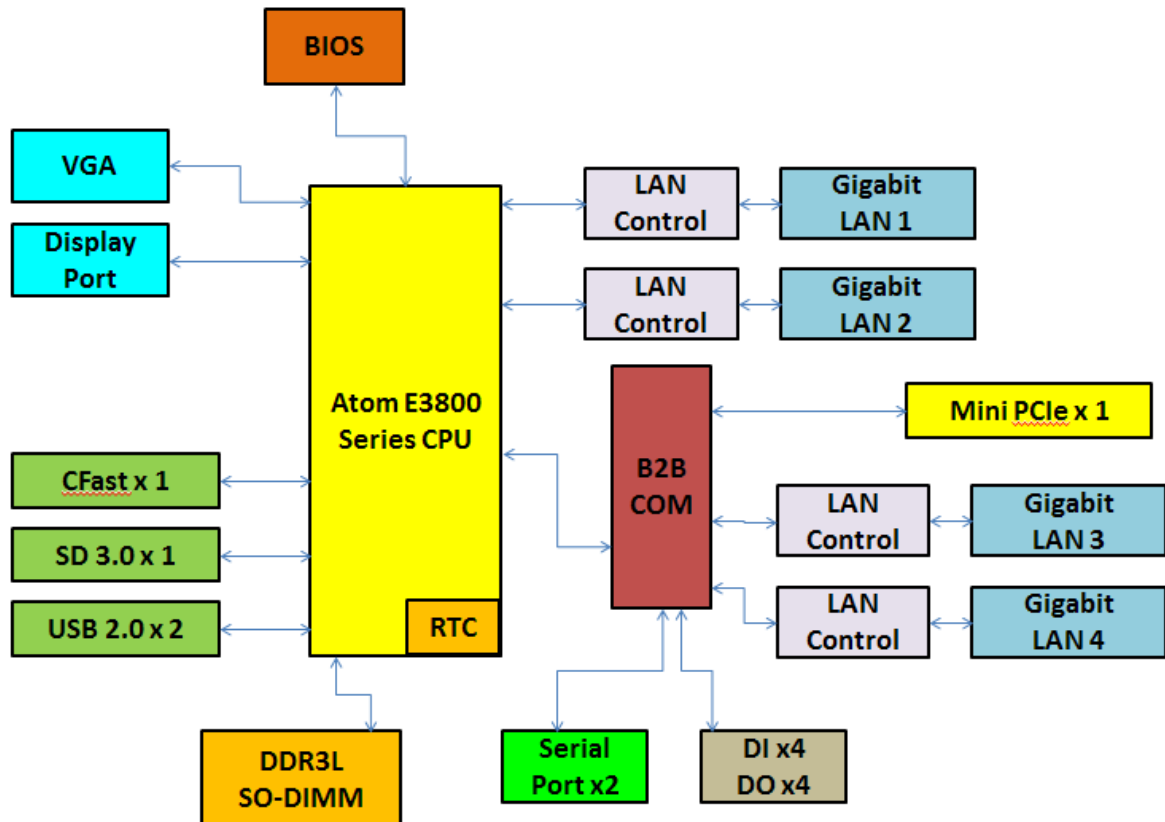 BIOS
VGA
Display
Port
LAN
Control
Gigabit
LAN 1
LAN
Control
Gigabit
LAN 2
Atom E3800
Series CPU
B2B
COM
Mini PCIe x 1
CFast x 1
SD 3.0 x 1
USB 2.0 x 2
RTC
LAN
Control
Gigabit
LAN 3
LAN
Control
Gigabit
LAN 4
DDR3L
SO-DIMM
Serial
Port x2
DI x4
DO x4